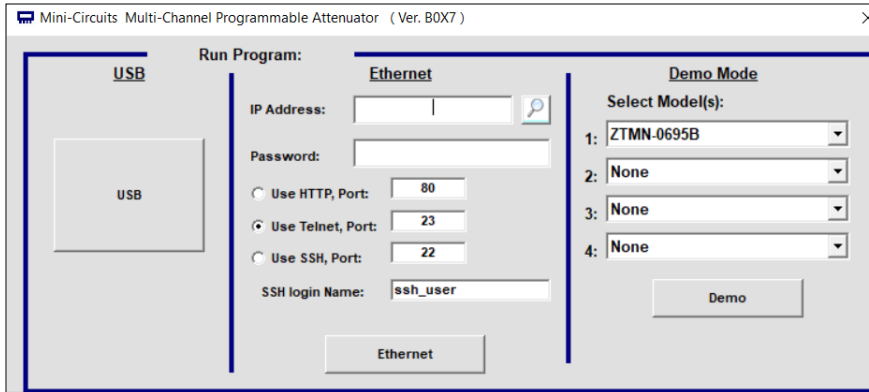 Mini-Circuits Multi-Channel Programmable Attenuator ( Ver. B0X7 )
Run Program:
USB
USB
Ethernet
IP Address:
Password:
Use HTTP, Port: 80
Use Telnet, Port: 23
Use SSH, Port: 22
SSH login Name: ssh_user
Ethernet
Demo Mode
Select Model(s):
1: ZTMN-0695B
2: None
3: None
4: None
Demo